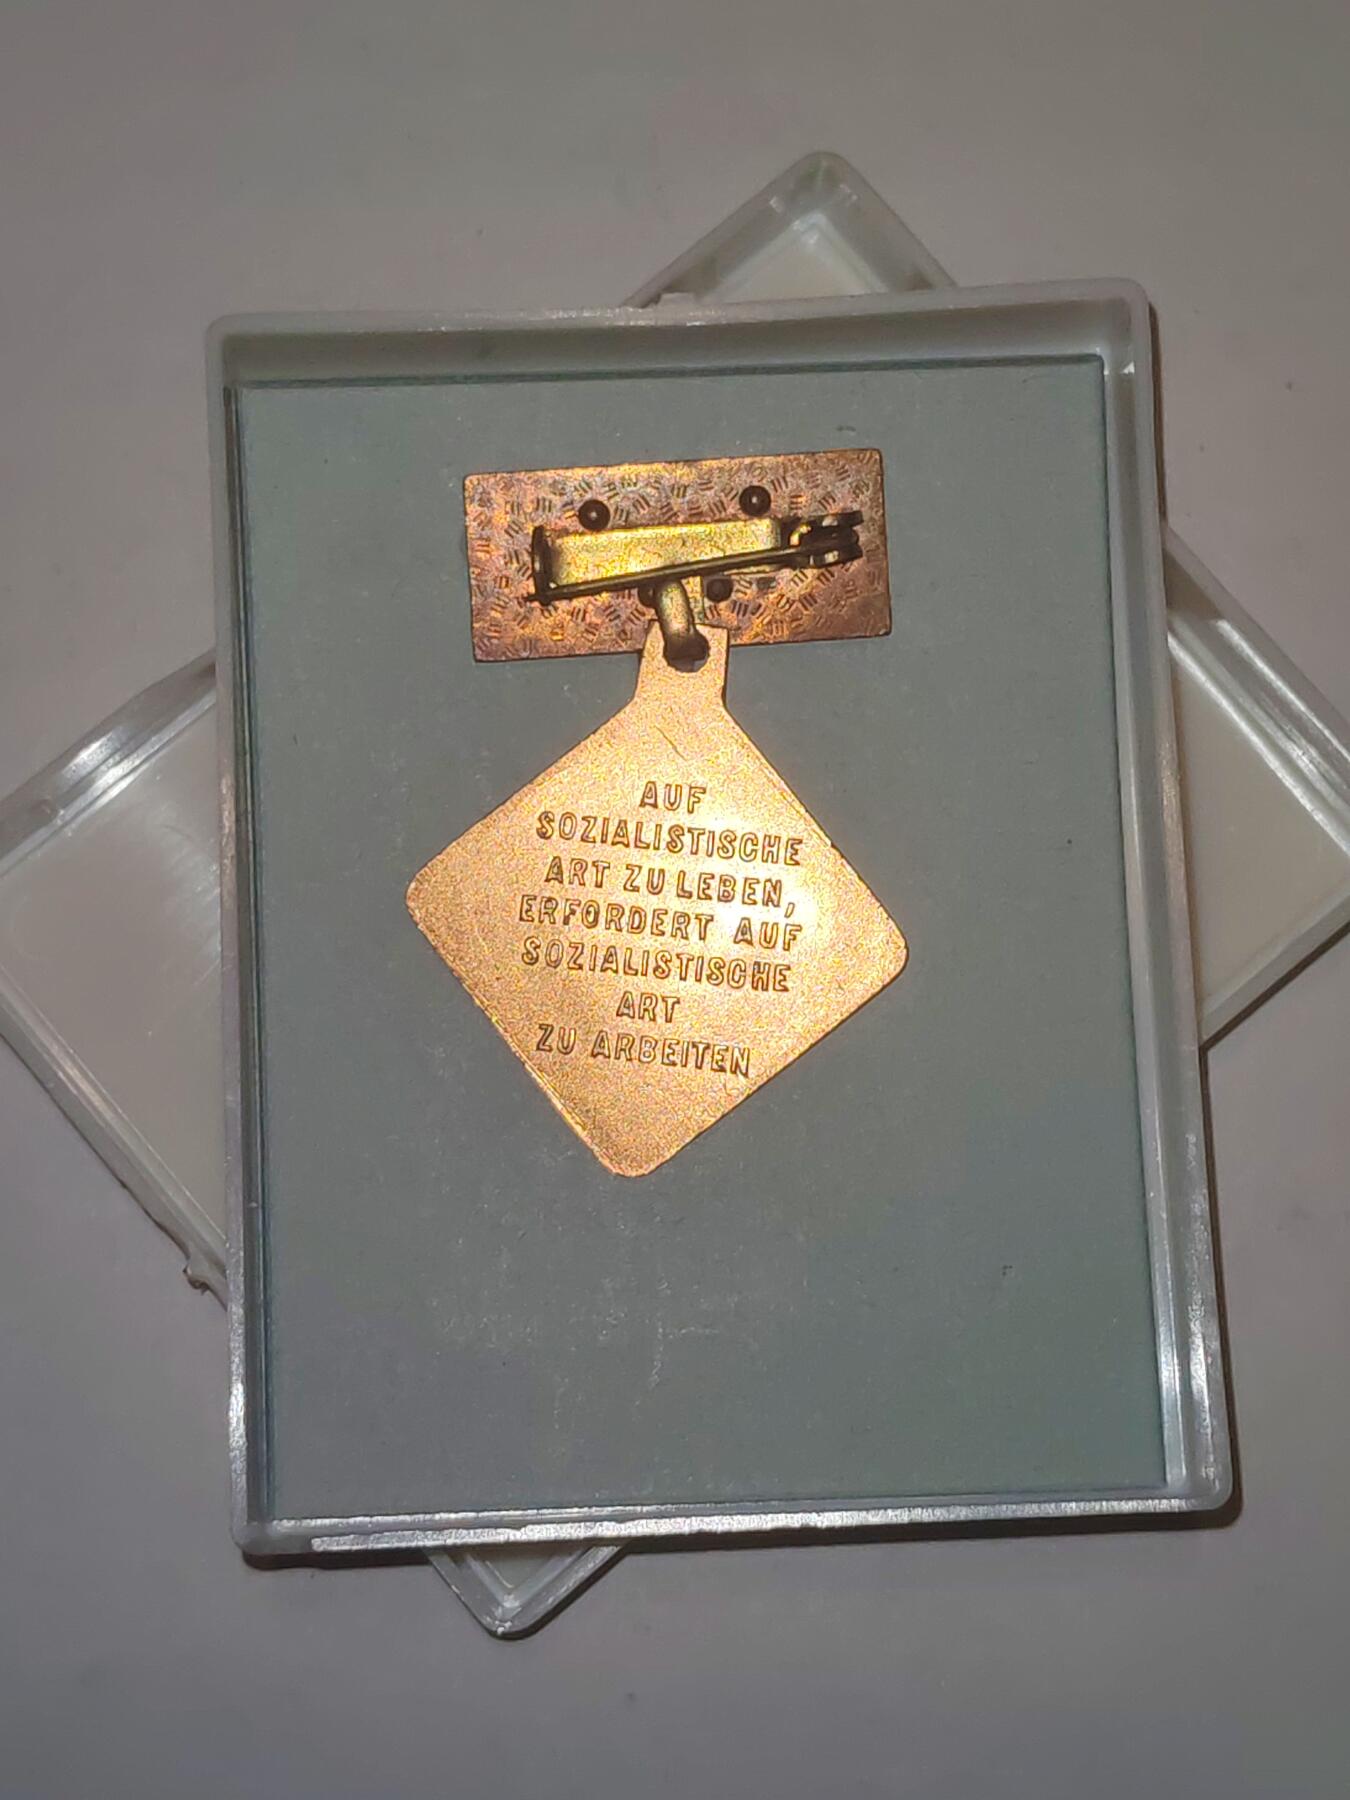 AUF
SOZIALISTISCHE
ART ZU LEBEN,
ERFORDERT AUF
SOZIALISTISCHE
ART
ZU ARBEITEN